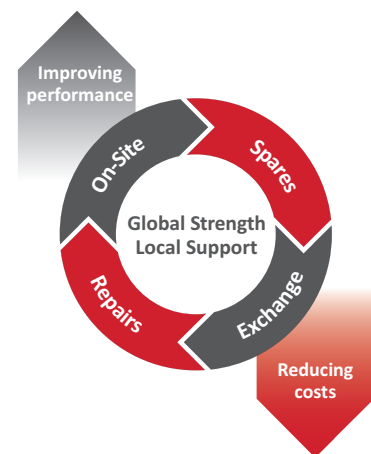 Improving
performance
On-Site
Spares
Global Strength
Local Support
Repairs
Exchange
Reducing
costs